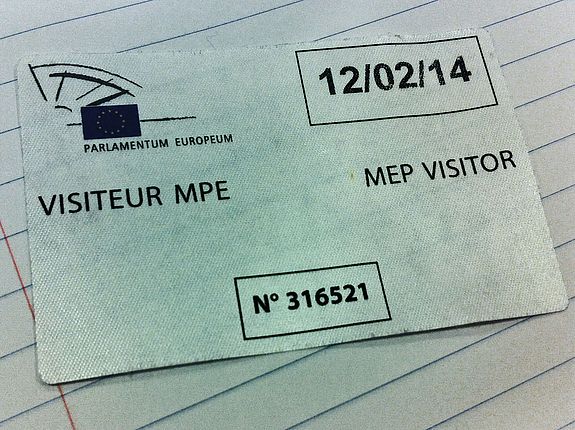 12/02/14
PARLAMENTUM EUROPEUM
VISITEUR MPE
MEP VISITOR
N° 316521